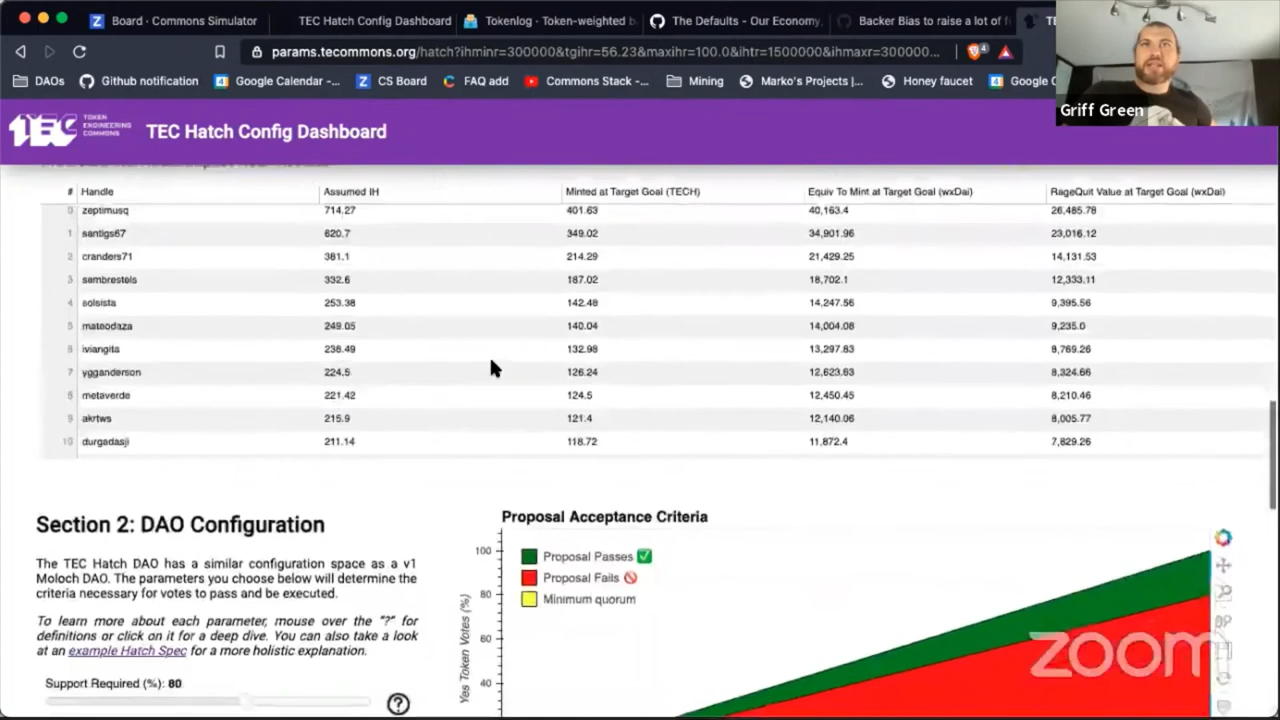 Board · Commons Simulator
TEC Hatch Config Dashboard
Tokenlog · Token-weighted b
The Defaults - Our Economy,
Backer Bias to raise a lot of f
TE
params.tecommons.org/hatch?ihminr=300000&tgihr=56.23&maxihr=100.0&ihtr=1500000&ihmaxr=300000...
4
DAOs
Github notification
Google Calendar -...
CS Board
FAQ add
Commons Stack -...
Mining
Marko's Projects |...
Honey faucet
Google C
Griff Green
TEC TOKEN ENGINEERING COMMONS
TEC Hatch Config Dashboard
# Handle Assumed IH Minted at Target Goal (TECH) Equiv To Mint at Target Goal (wxDai) RageQuit Value at Target Goal (wxDai)
0 zeptimusq 714.27 401.63 40,163.4 26,485.78
1 santigs67 620.7 349.02 34,901.96 23,016.12
2 cranders71 381.1 214.29 21,429.25 14,131.53
3 sembrestels 332.6 187.02 18,702.1 12,333.11
4 solsista 253.38 142.48 14,247.56 9,395.56
5 mateodaza 249.05 140.04 14,004.08 9,235.0
6 iviangita 236.49 132.98 13,297.83 8,769.26
7 ygganderson 224.5 126.24 12,623.63 8,324.66
8 metaverde 221.42 124.5 12,450.45 8,210.46
9 akrtws 215.9 121.4 12,140.06 8,005.77
10 durgadasji 211.14 118.72 11,872.4 7,829.26
Section 2: DAO Configuration
The TEC Hatch DAO has a similar configuration space as a v1
Moloch DAO. The parameters you choose below will determine the
criteria necessary for votes to pass and be executed.
To learn more about each parameter, mouse over the "?" for
definitions or click on it for a deep dive. You can also take a look
at an example Hatch Spec for a more holistic explanation.
Support Required (%): 80
?
Proposal Acceptance Criteria
Proposal Passes ✅
Proposal Fails 🚫
Minimum quorum
Yes Token Votes (%)
100
80
60
40
zoom